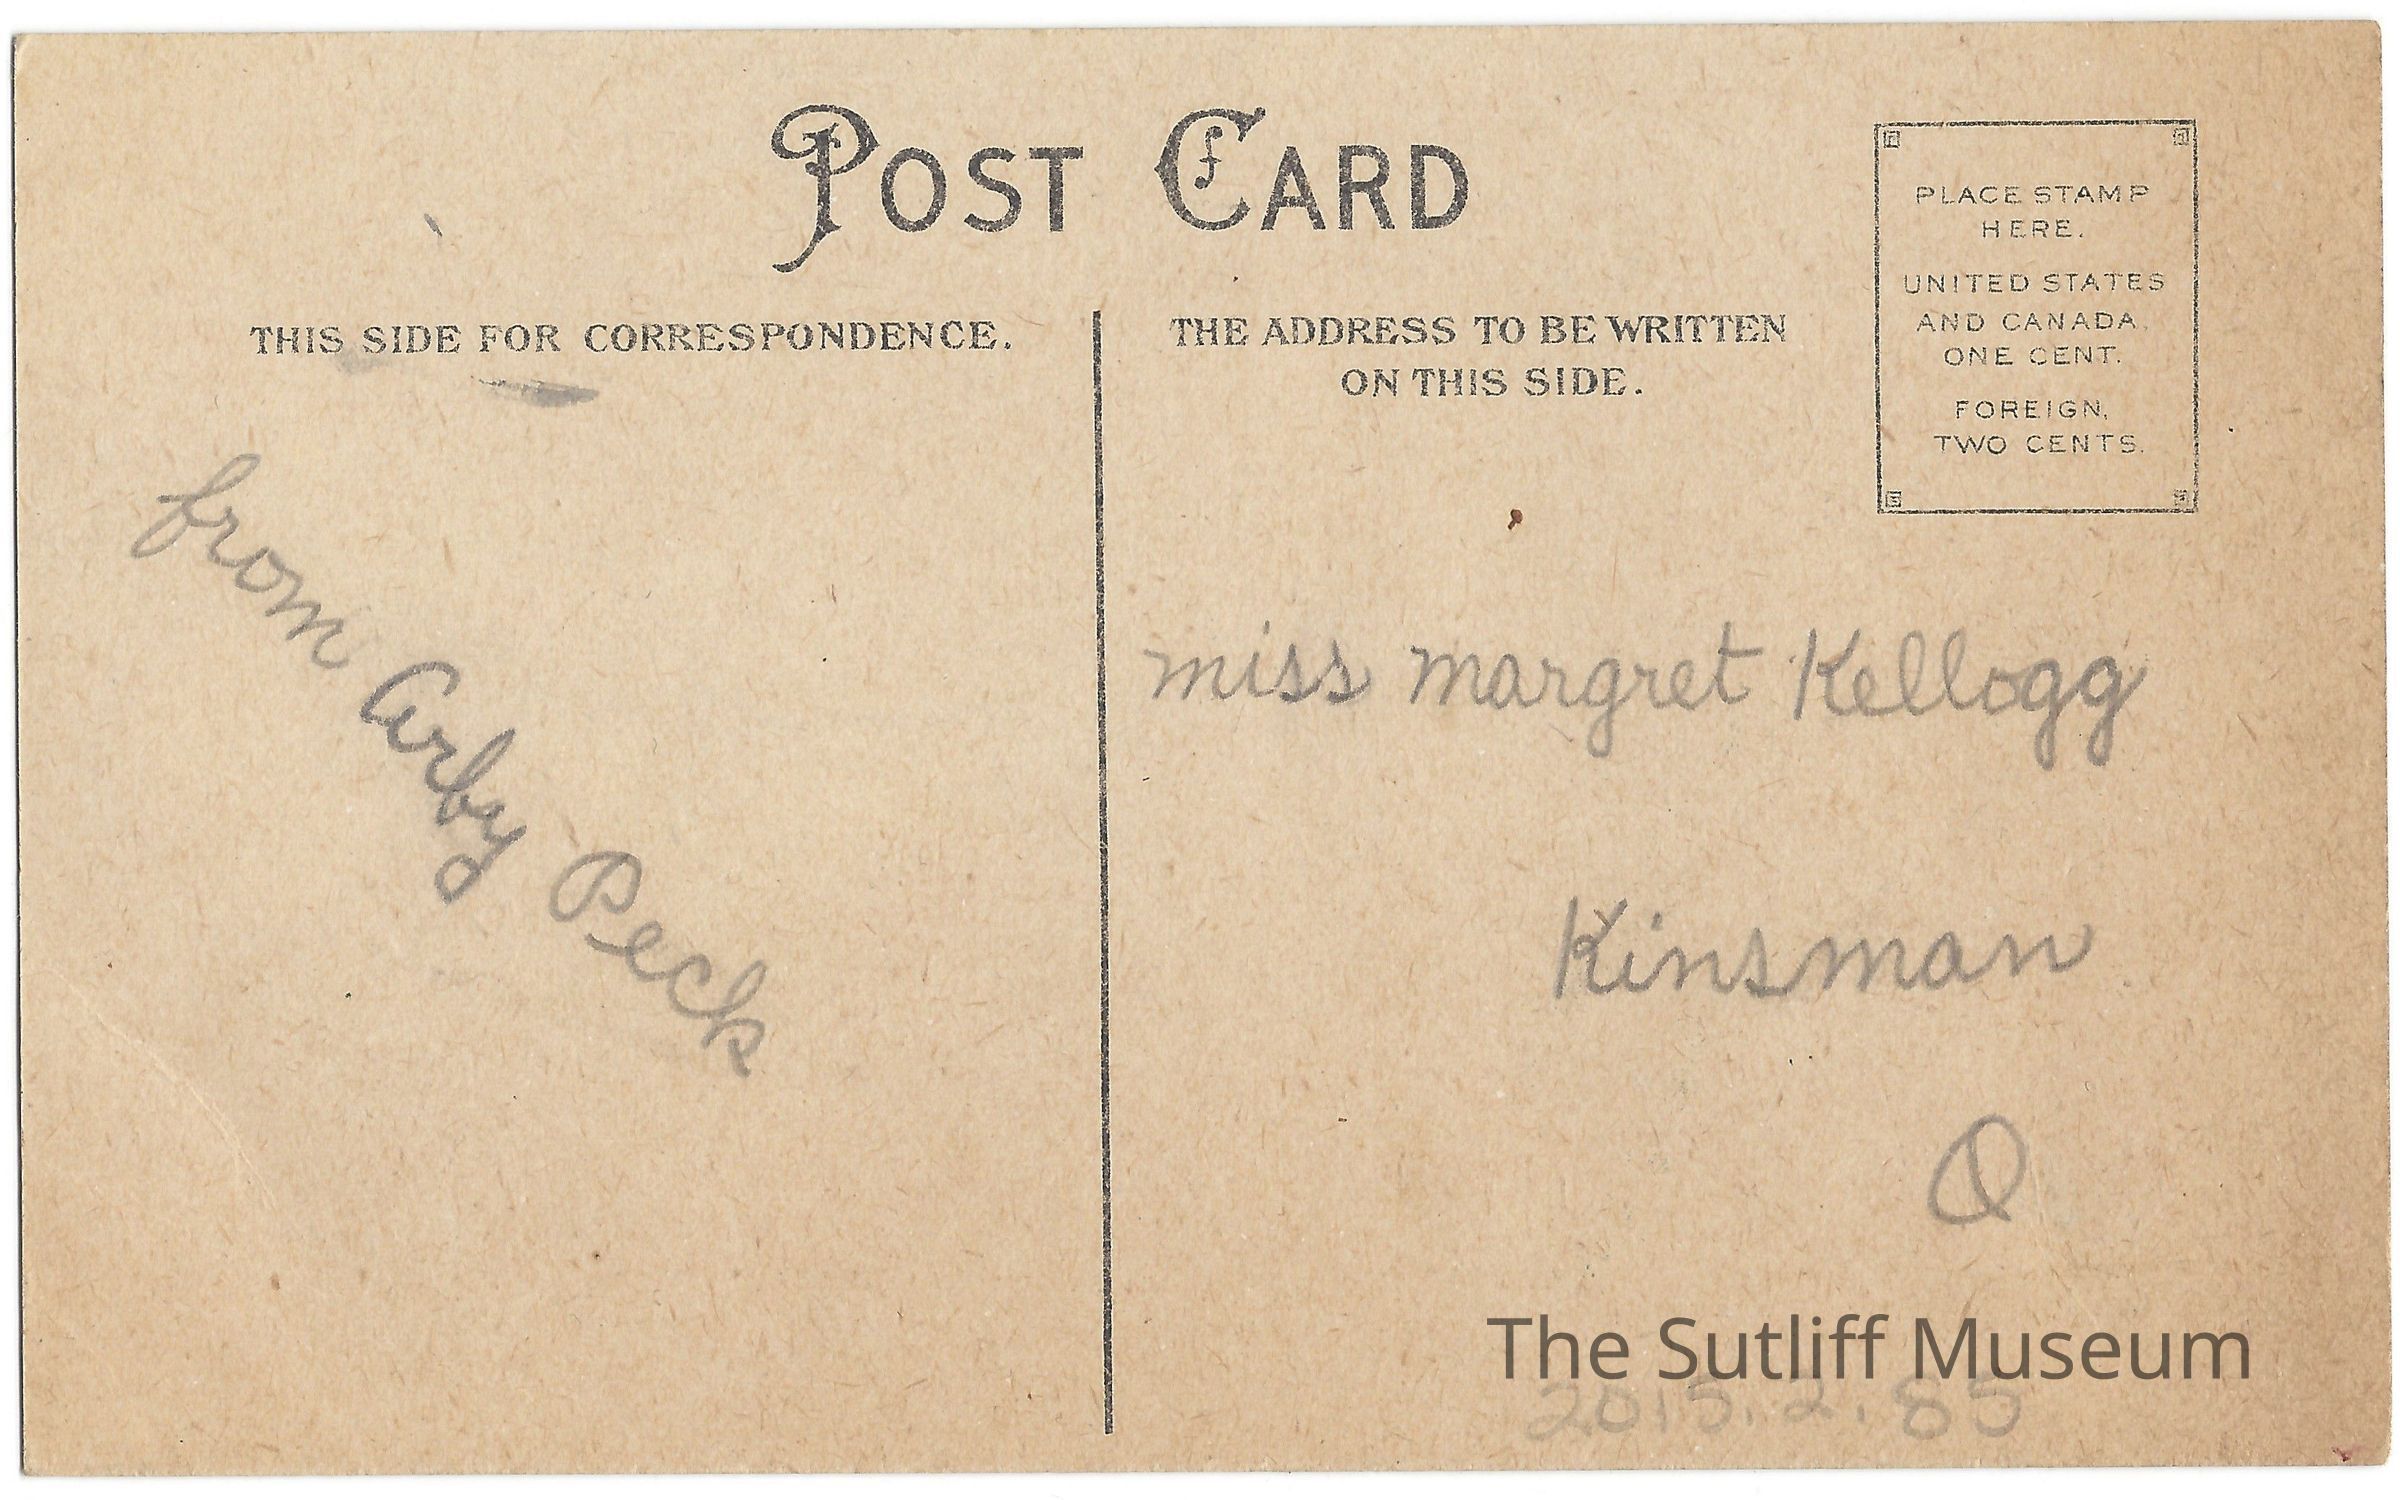 POST CARD
THIS SIDE FOR CORRESPONDENCE.
from Arby Peck
THE ADDRESS TO BE WRITTEN
ON THIS SIDE.
PLACE STAMP
HERE.
UNITED STATES
AND CANADA,
ONE CENT.
FOREIGN,
TWO CENTS.
miss margret Kellogg
Kinsman
O
The Sutliff Museum
2015.2.85